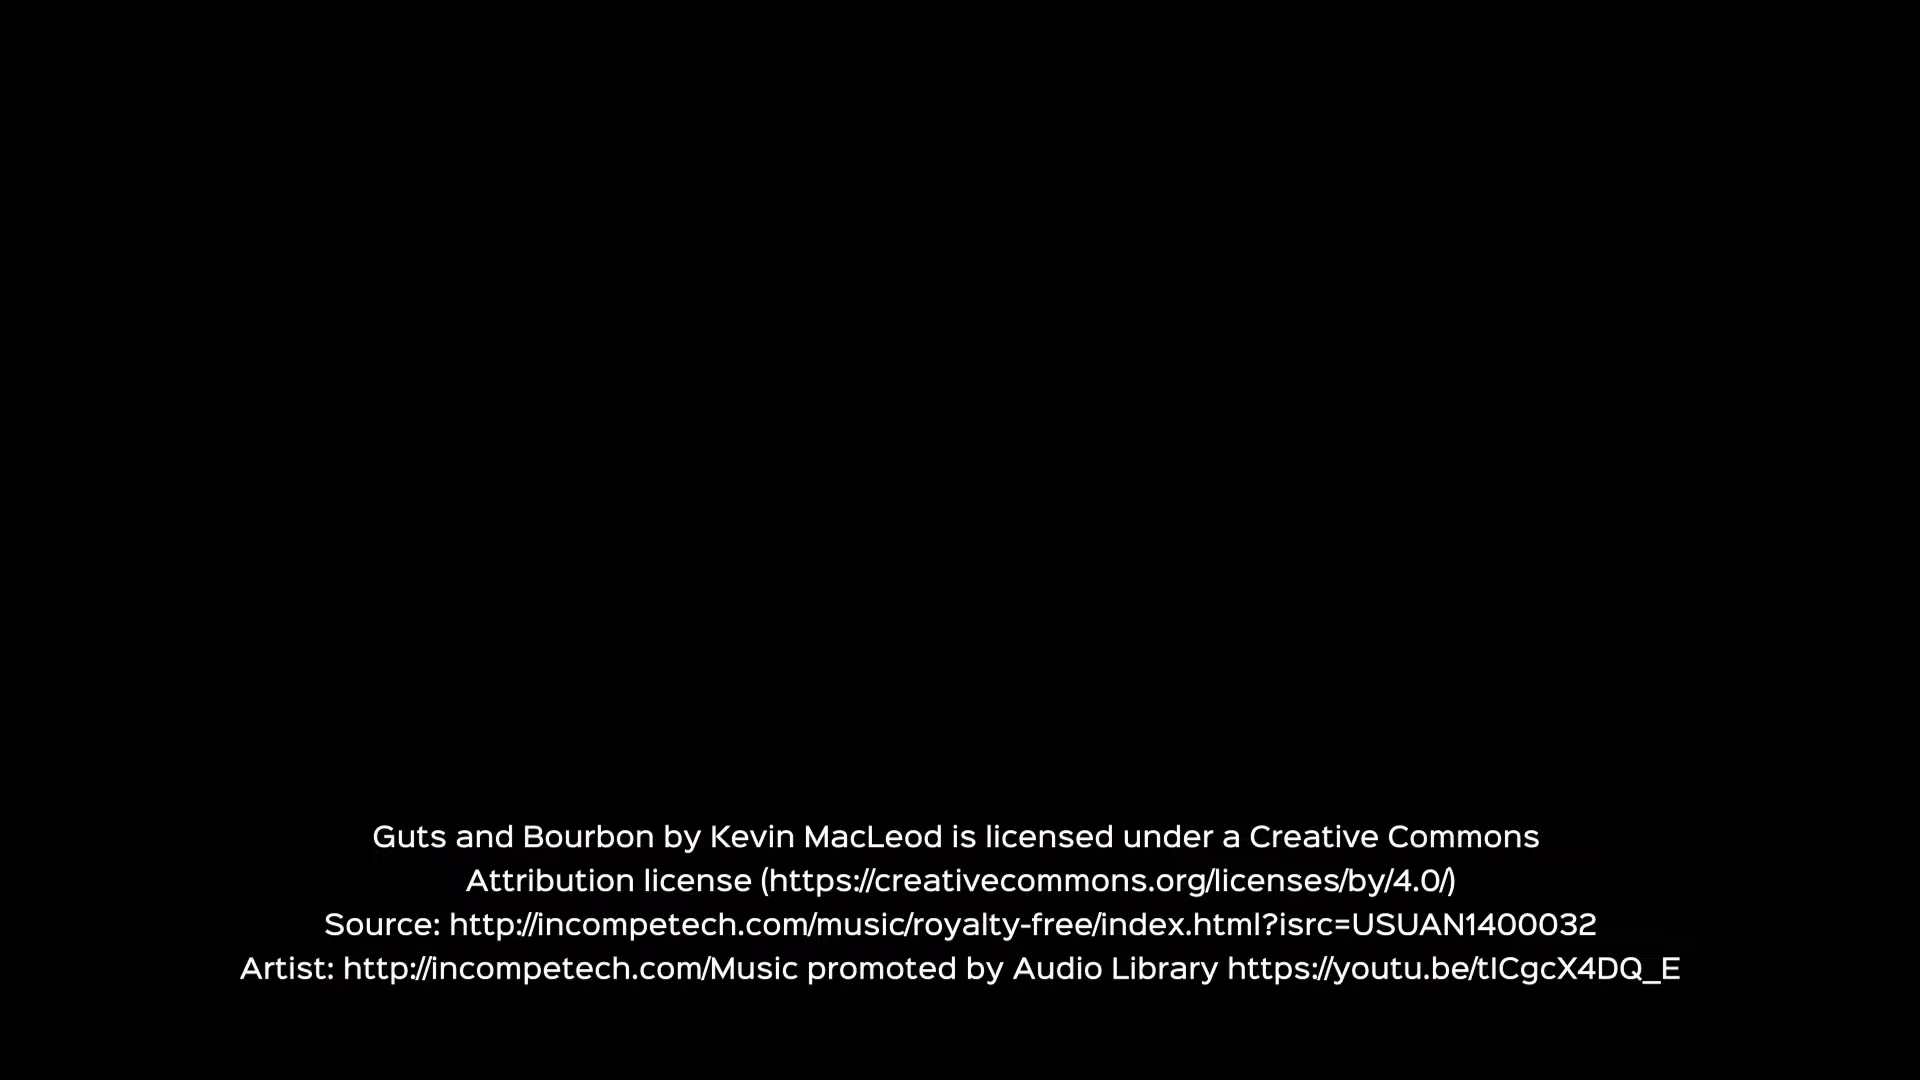 Guts and Bourbon by Kevin MacLeod is licensed under a Creative Commons
Attribution license (https://creativecommons.org/licenses/by/4.0/)
Source: http://incompetech.com/music/royalty-free/index.html?isrc=USUAN1400032
Artist: http://incompetech.com/Music promoted by Audio Library https://youtu.be/tICgcX4DQ_E